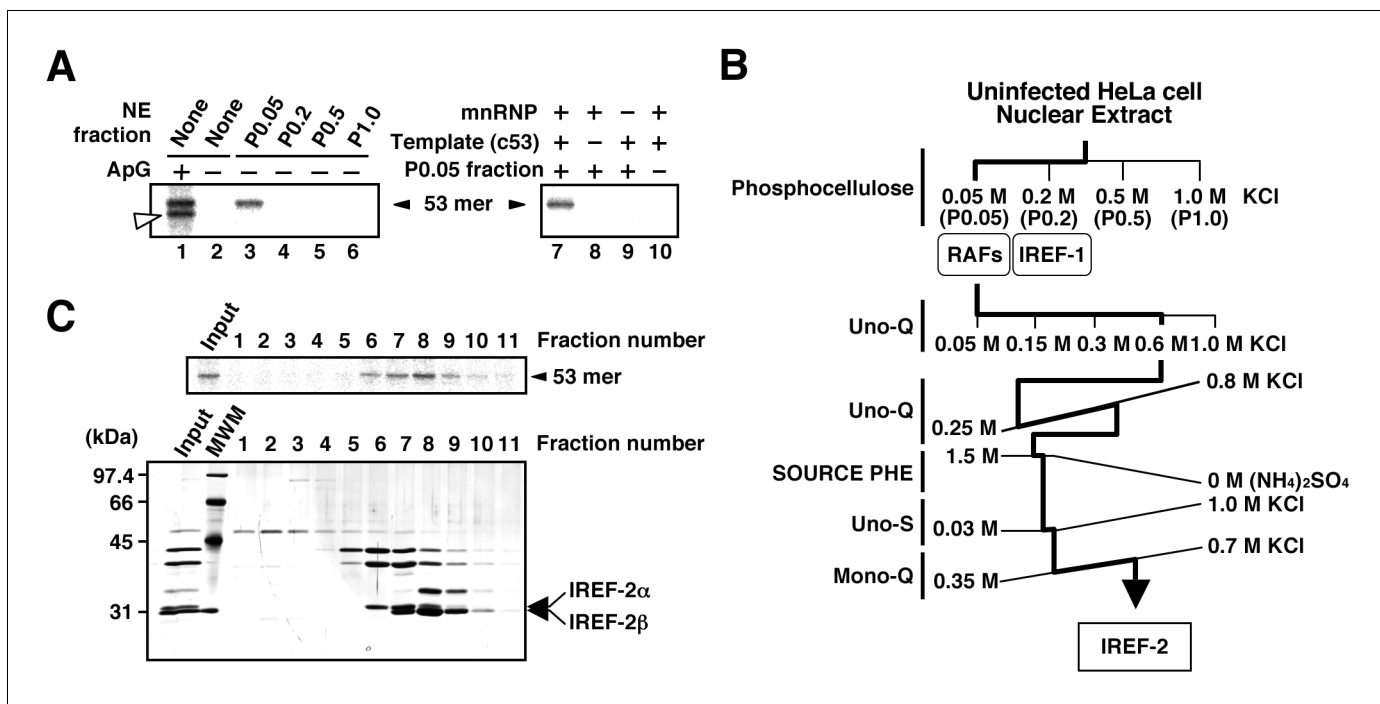 A
NE fraction None None P0.05 P0.2 P0.5 P1.0
ApG + − − − − −
53 mer
1 2 3 4 5 6
mnRNP + + − +
Template (c53) + − + +
P0.05 fraction + + + −
7 8 9 10
B
Uninfected HeLa cell
Nuclear Extract
Phosphocellulose
0.05 M 0.2 M 0.5 M 1.0 M KCl
(P0.05) (P0.2) (P0.5) (P1.0)
RAFs IREF-1
Uno-Q
0.05 M 0.15 M 0.3 M 0.6 M 1.0 M KCl
Uno-Q
0.8 M KCl
0.25 M
SOURCE PHE
1.5 M
0 M (NH₄)₂SO₄
Uno-S
0.03 M
1.0 M KCl
Mono-Q
0.35 M
0.7 M KCl
IREF-2
C
Input 1 2 3 4 5 6 7 8 9 10 11 Fraction number
53 mer
(kDa) Input MWM 1 2 3 4 5 6 7 8 9 10 11 Fraction number
97.4
66
45
31
IREF-2α
IREF-2β